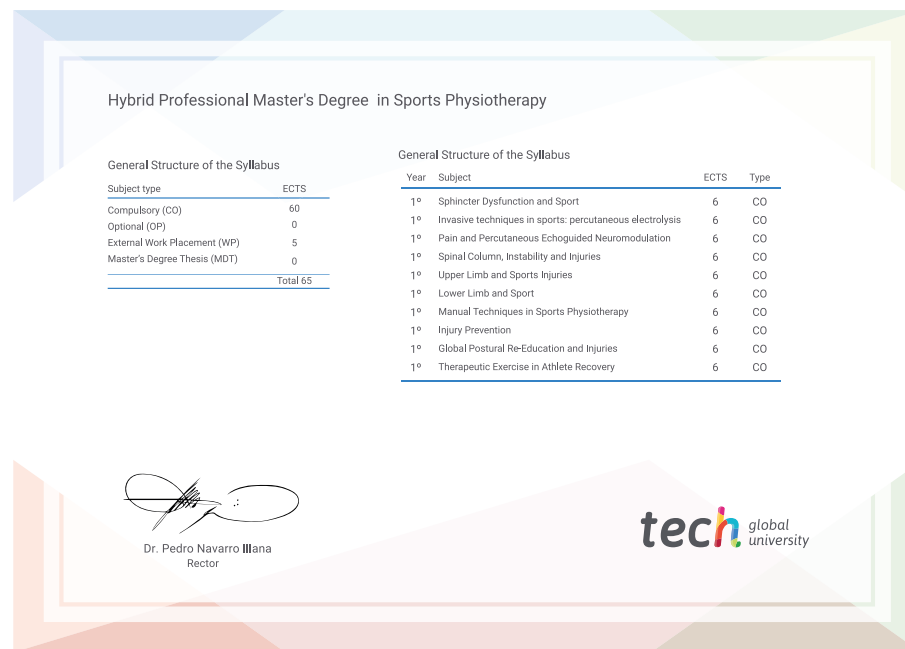 Hybrid Professional Master's Degree in Sports Physiotherapy
General Structure of the Syllabus
Subject type ECTS
Compulsory (CO) 60
Optional (OP) 0
External Work Placement (WP) 5
Master's Degree Thesis (MDT) 0
Total 65
General Structure of the Syllabus
Year Subject ECTS Type
1º Sphincter Dysfunction and Sport 6 CO
1º Invasive techniques in sports: percutaneous electrolysis 6 CO
1º Pain and Percutaneous Echoguided Neuromodulation 6 CO
1º Spinal Column, Instability and Injuries 6 CO
1º Upper Limb and Sports Injuries 6 CO
1º Lower Limb and Sport 6 CO
1º Manual Techniques in Sports Physiotherapy 6 CO
1º Injury Prevention 6 CO
1º Global Postural Re-Education and Injuries 6 CO
1º Therapeutic Exercise in Athlete Recovery 6 CO
Dr. Pedro Navarro Illana
Rector
tech global
university